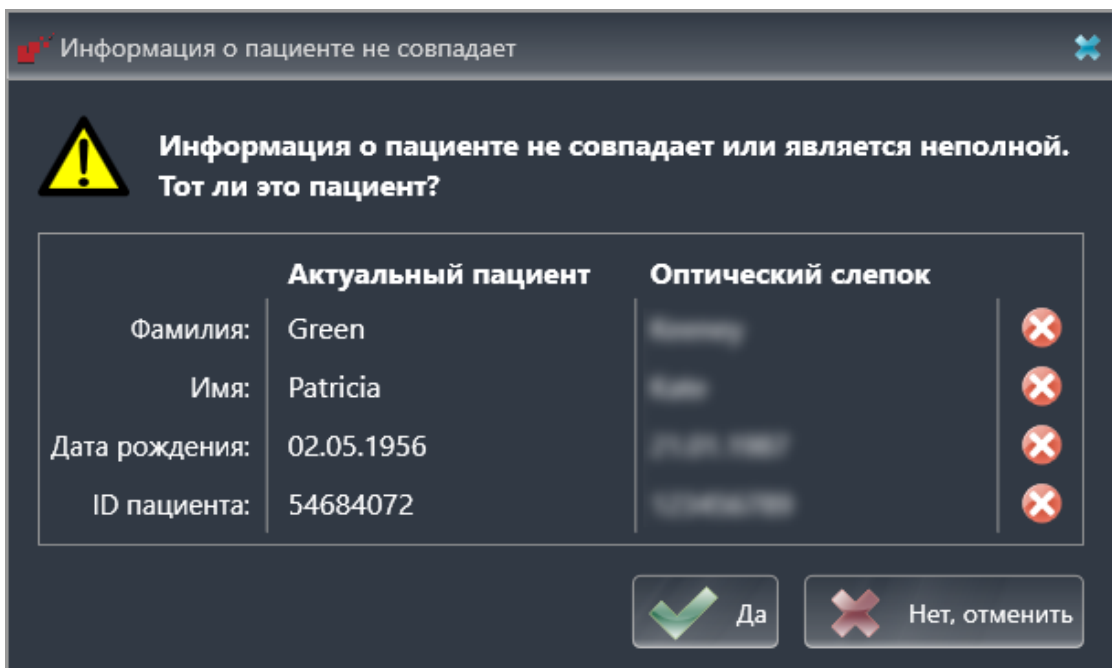 Информация о пациенте не совпадает
Информация о пациенте не совпадает или является неполной.
Тот ли это пациент?
Актуальный пациент Оптический слепок
Фамилия: Green
Имя: Patricia
Дата рождения: 02.05.1956
ID пациента: 54684072
Да Нет, отменить